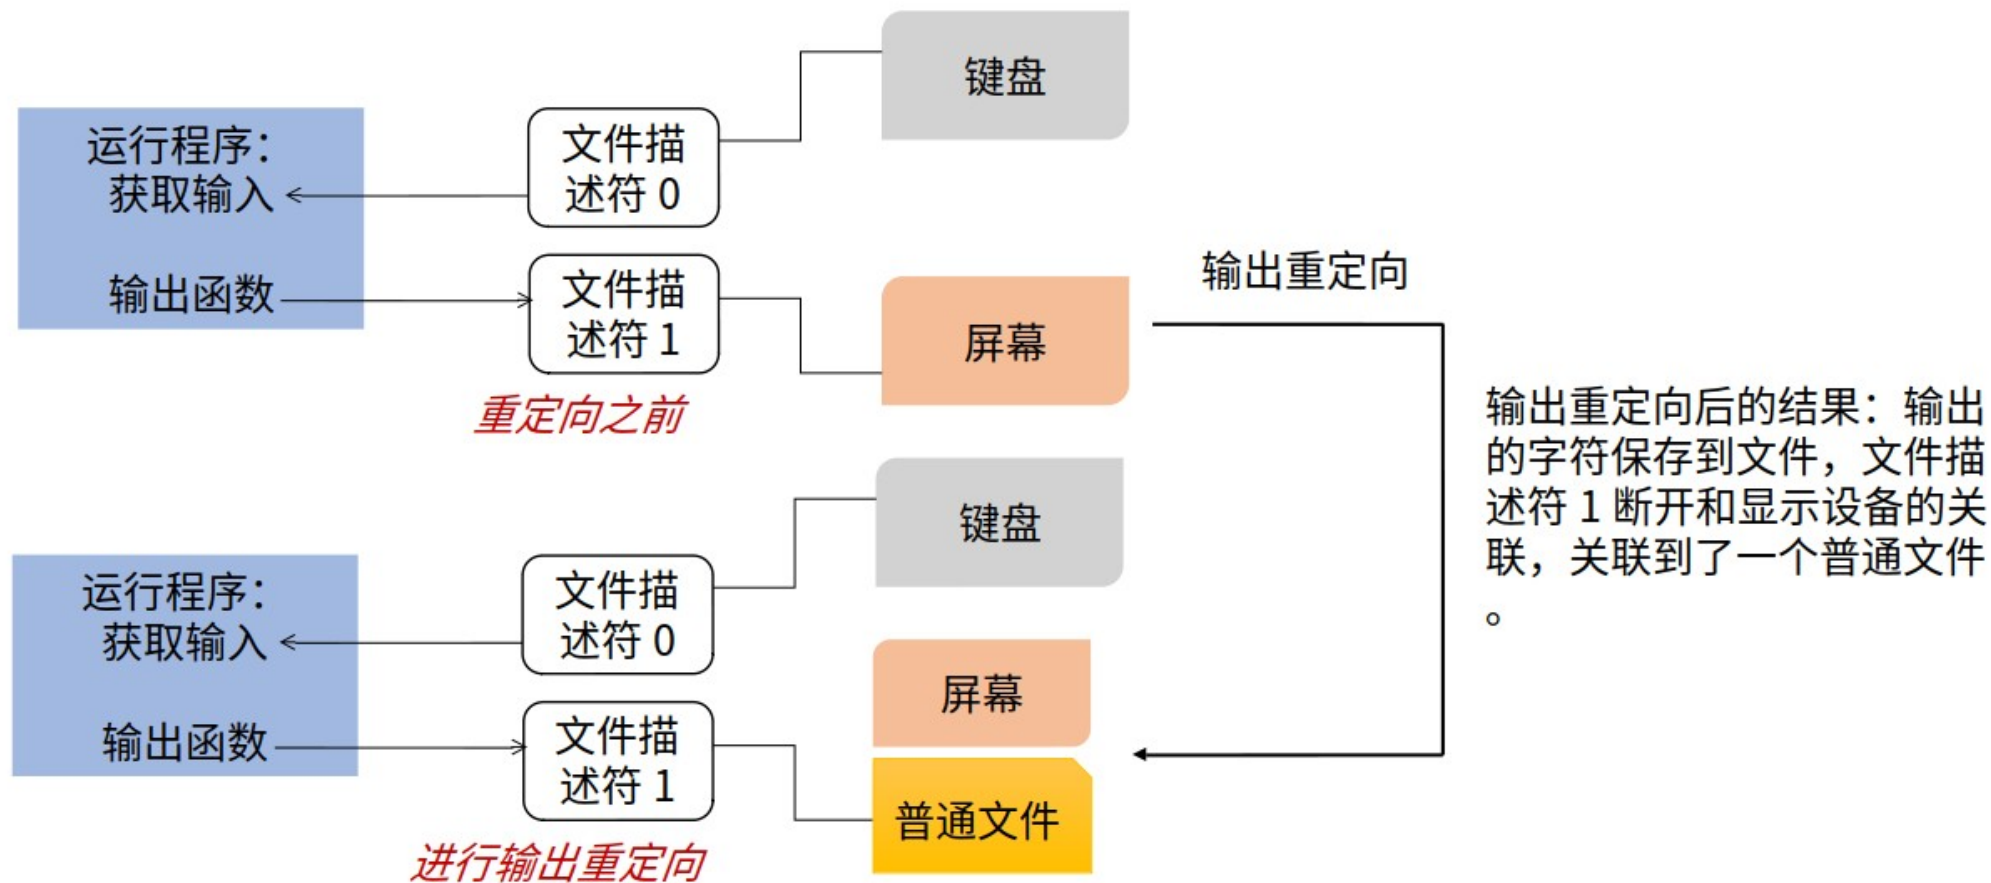 键盘
运行程序：
获取输入
文件描
述符 0
输出函数
文件描
述符 1
屏幕
重定向之前
输出重定向
输出重定向后的结果：输出
的字符保存到文件，文件描
述符 1 断开和显示设备的关
联，关联到了一个普通文件
。
键盘
运行程序：
获取输入
文件描
述符 0
屏幕
输出函数
文件描
述符 1
普通文件
进行输出重定向